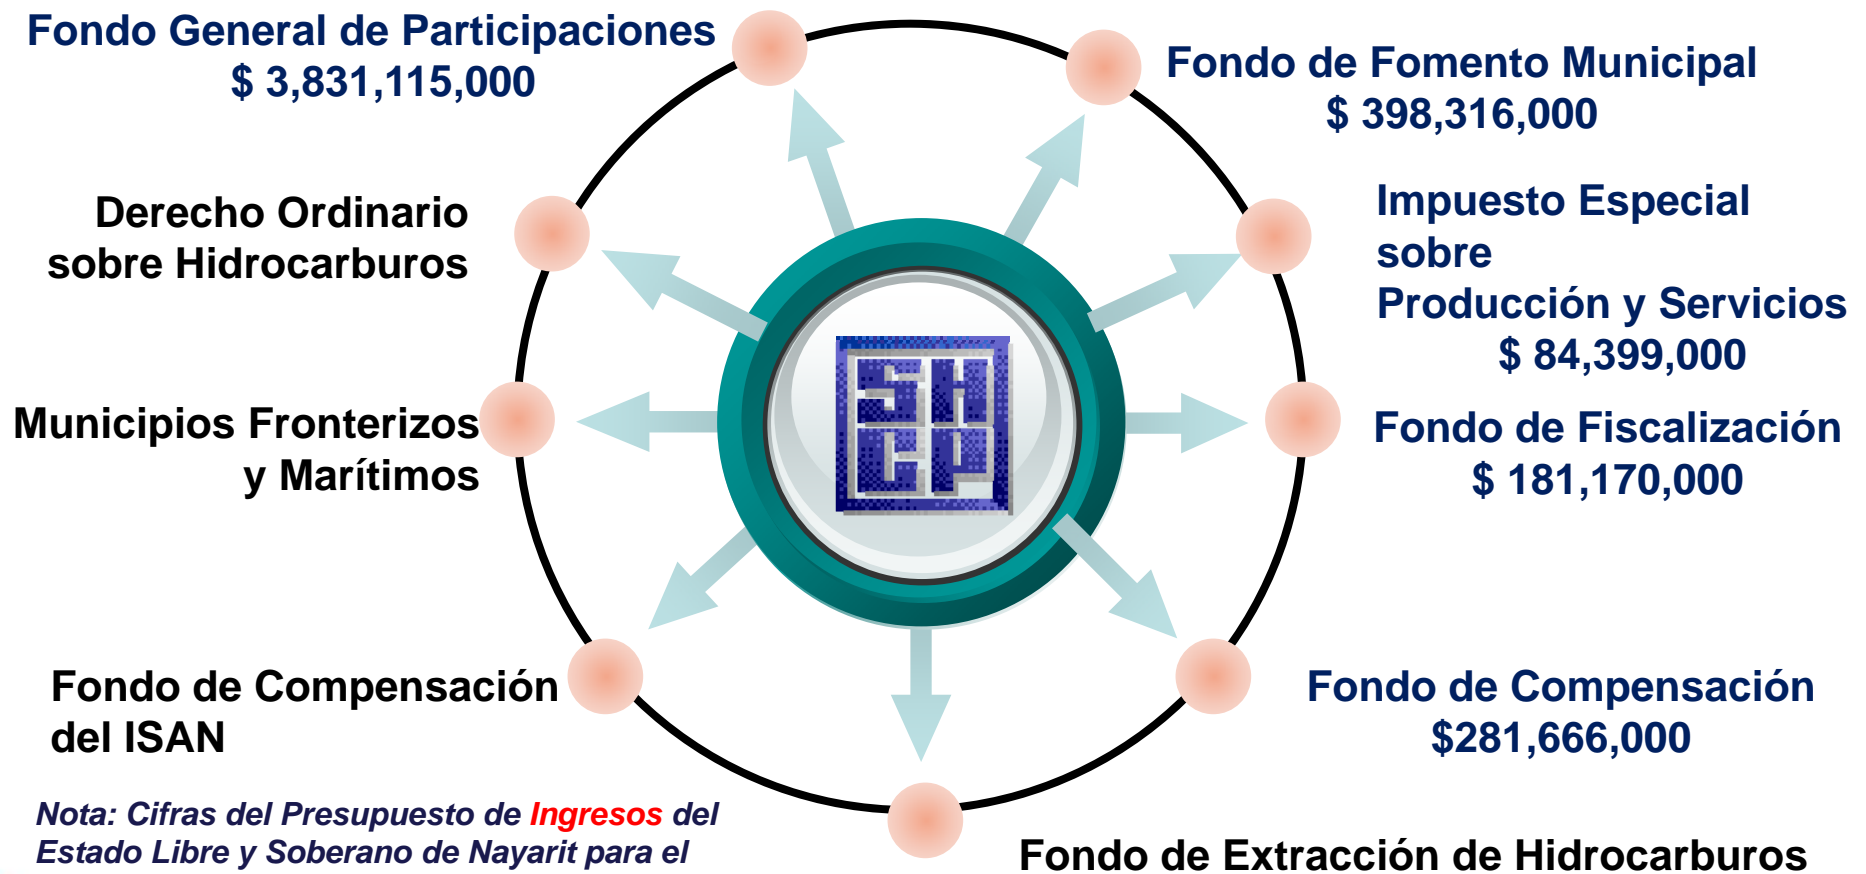 Fondo General de Participaciones
$ 3,831,115,000
Fondo de Fomento Municipal
$ 398,316,000
Derecho Ordinario
sobre Hidrocarburos
Impuesto Especial
sobre
Producción y Servicios
$ 84,399,000
SH
CP
Municipios Fronterizos
y Marítimos
Fondo de Fiscalización
$ 181,170,000
Fondo de Compensación
del ISAN
Fondo de Compensación
$281,666,000
Nota: Cifras del Presupuesto de Ingresos del
Estado Libre y Soberano de Nayarit para el
Fondo de Extracción de Hidrocarburos